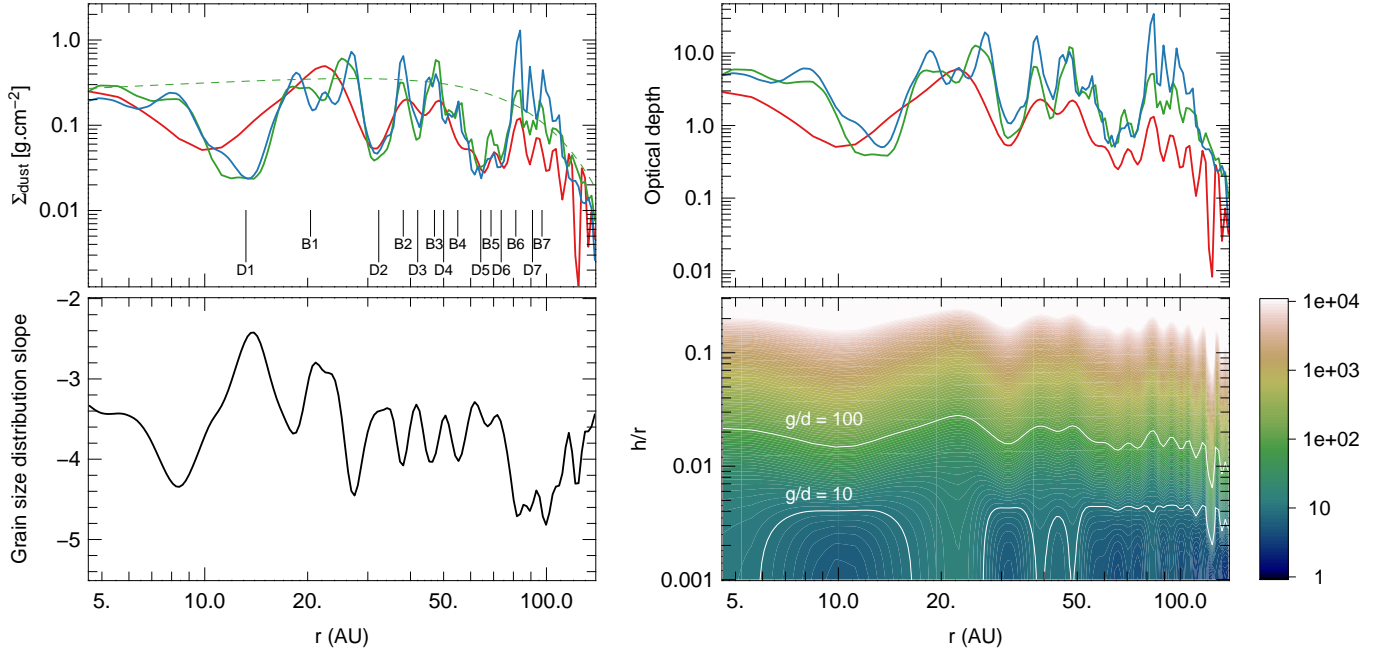 1.0
0.1
0.01
Σdust [g.cm−2]
B1 B2 B3 B4 B5 B6 B7
D1 D2 D3 D4 D5 D6 D7
10.0
1.0
0.1
0.01
Optical depth
−2
−3
−4
−5
Grain size distribution slope
5. 10.0 20. 50. 100.0
r (AU)
0.1
0.01
0.001
h/r
g/d = 100
g/d = 10
5. 10.0 20. 50. 100.0
r (AU)
1e+04
1e+03
1e+02
10
1